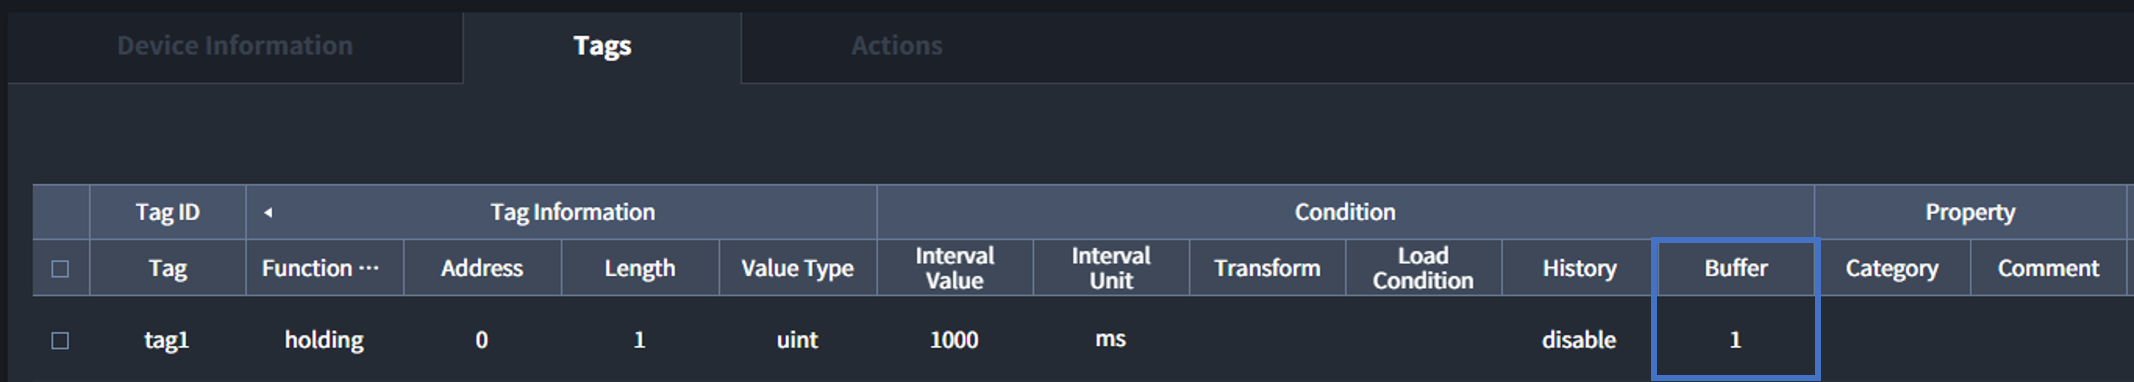 Device Information Tags Actions
Tag ID ◂ Tag Information Condition Property
Tag Function ··· Address Length Value Type Interval Value Interval Unit Transform Load Condition History Buffer Category Comment
tag1 holding 0 1 uint 1000 ms disable 1